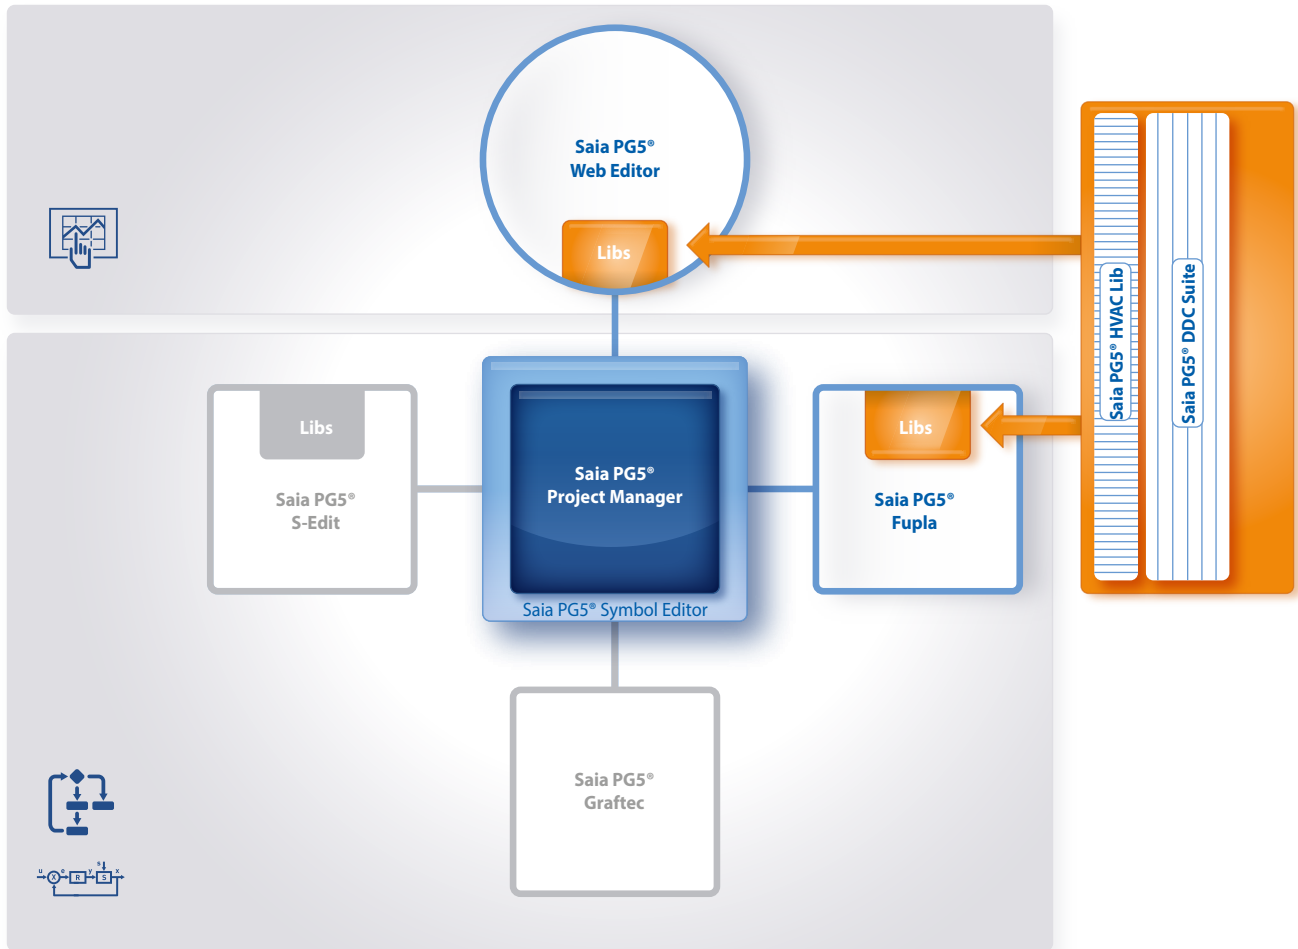 Saia PG5®
Web Editor
Libs
Saia PG5® HVAC Lib
Saia PG5® DDC Suite
Libs
Saia PG5®
S-Edit
Saia PG5®
Project Manager
Saia PG5® Symbol Editor
Libs
Saia PG5®
Fupla
Saia PG5®
Graftec
s
u e y x
X R S